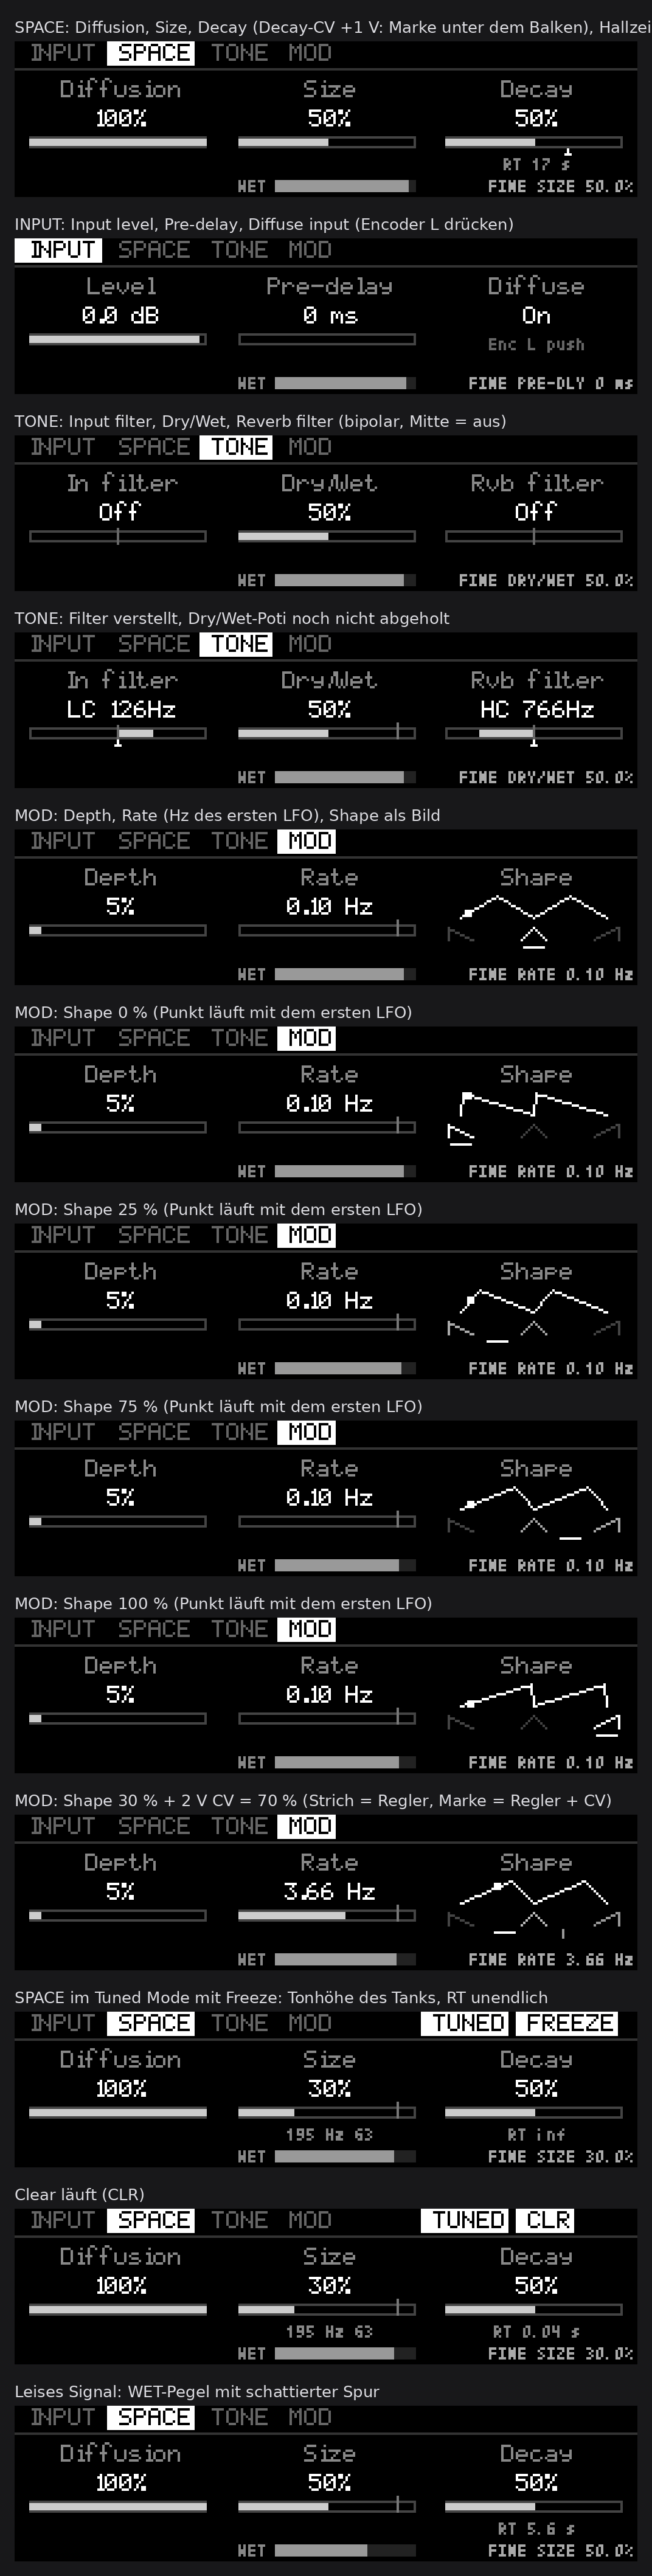 SPACE: Diffusion, Size, Decay (Decay-CV +1 V: Marke unter dem Balken), Hallzei
INPUT SPACE TONE MOD
Diffusion Size Decay
100% 50% 50%
RT 17 s
WET FINE SIZE 50.0%
INPUT: Input level, Pre-delay, Diffuse input (Encoder L drücken)
INPUT SPACE TONE MOD
Level Pre-delay Diffuse
0.0 dB 0 ms On
Enc L push
WET FINE PRE-DLY 0 ms
TONE: Input filter, Dry/Wet, Reverb filter (bipolar, Mitte = aus)
INPUT SPACE TONE MOD
In filter Dry/Wet Rvb filter
Off 50% Off
WET FINE DRY/WET 50.0%
TONE: Filter verstellt, Dry/Wet-Poti noch nicht abgeholt
INPUT SPACE TONE MOD
In filter Dry/Wet Rvb filter
LC 126Hz 50% HC 766Hz
WET FINE DRY/WET 50.0%
MOD: Depth, Rate (Hz des ersten LFO), Shape als Bild
INPUT SPACE TONE MOD
Depth Rate Shape
5% 0.10 Hz
WET FINE RATE 0.10 Hz
MOD: Shape 0 % (Punkt läuft mit dem ersten LFO)
INPUT SPACE TONE MOD
Depth Rate Shape
5% 0.10 Hz
WET FINE RATE 0.10 Hz
MOD: Shape 25 % (Punkt läuft mit dem ersten LFO)
INPUT SPACE TONE MOD
Depth Rate Shape
5% 0.10 Hz
WET FINE RATE 0.10 Hz
MOD: Shape 75 % (Punkt läuft mit dem ersten LFO)
INPUT SPACE TONE MOD
Depth Rate Shape
5% 0.10 Hz
WET FINE RATE 0.10 Hz
MOD: Shape 100 % (Punkt läuft mit dem ersten LFO)
INPUT SPACE TONE MOD
Depth Rate Shape
5% 0.10 Hz
WET FINE RATE 0.10 Hz
MOD: Shape 30 % + 2 V CV = 70 % (Strich = Regler, Marke = Regler + CV)
INPUT SPACE TONE MOD
Depth Rate Shape
5% 3.66 Hz
WET FINE RATE 3.66 Hz
SPACE im Tuned Mode mit Freeze: Tonhöhe des Tanks, RT unendlich
INPUT SPACE TONE MOD TUNED FREEZE
Diffusion Size Decay
100% 30% 50%
195 Hz G3 RT inf
WET FINE SIZE 30.0%
Clear läuft (CLR)
INPUT SPACE TONE MOD TUNED CLR
Diffusion Size Decay
100% 30% 50%
195 Hz G3 RT 0.04 s
WET FINE SIZE 30.0%
Leises Signal: WET-Pegel mit schattierter Spur
INPUT SPACE TONE MOD
Diffusion Size Decay
100% 50% 50%
RT 5.6 s
WET FINE SIZE 50.0%